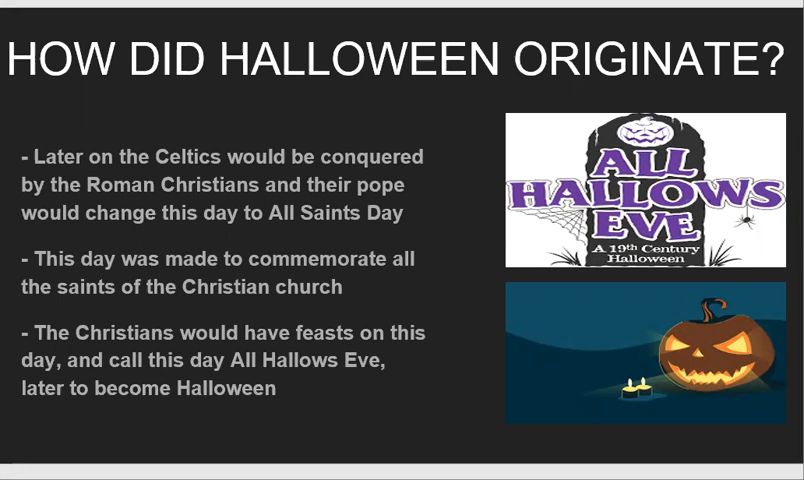 HOW DID HALLOWEEN ORIGINATE?
- Later on the Celtics would be conquered
by the Roman Christians and their pope
would change this day to All Saints Day
- This day was made to commemorate all
the saints of the Christian church
- The Christians would have feasts on this
day, and call this day All Hallows Eve,
later to become Halloween
ALL
HALLOWS
EVE
A 19th Century
Halloween